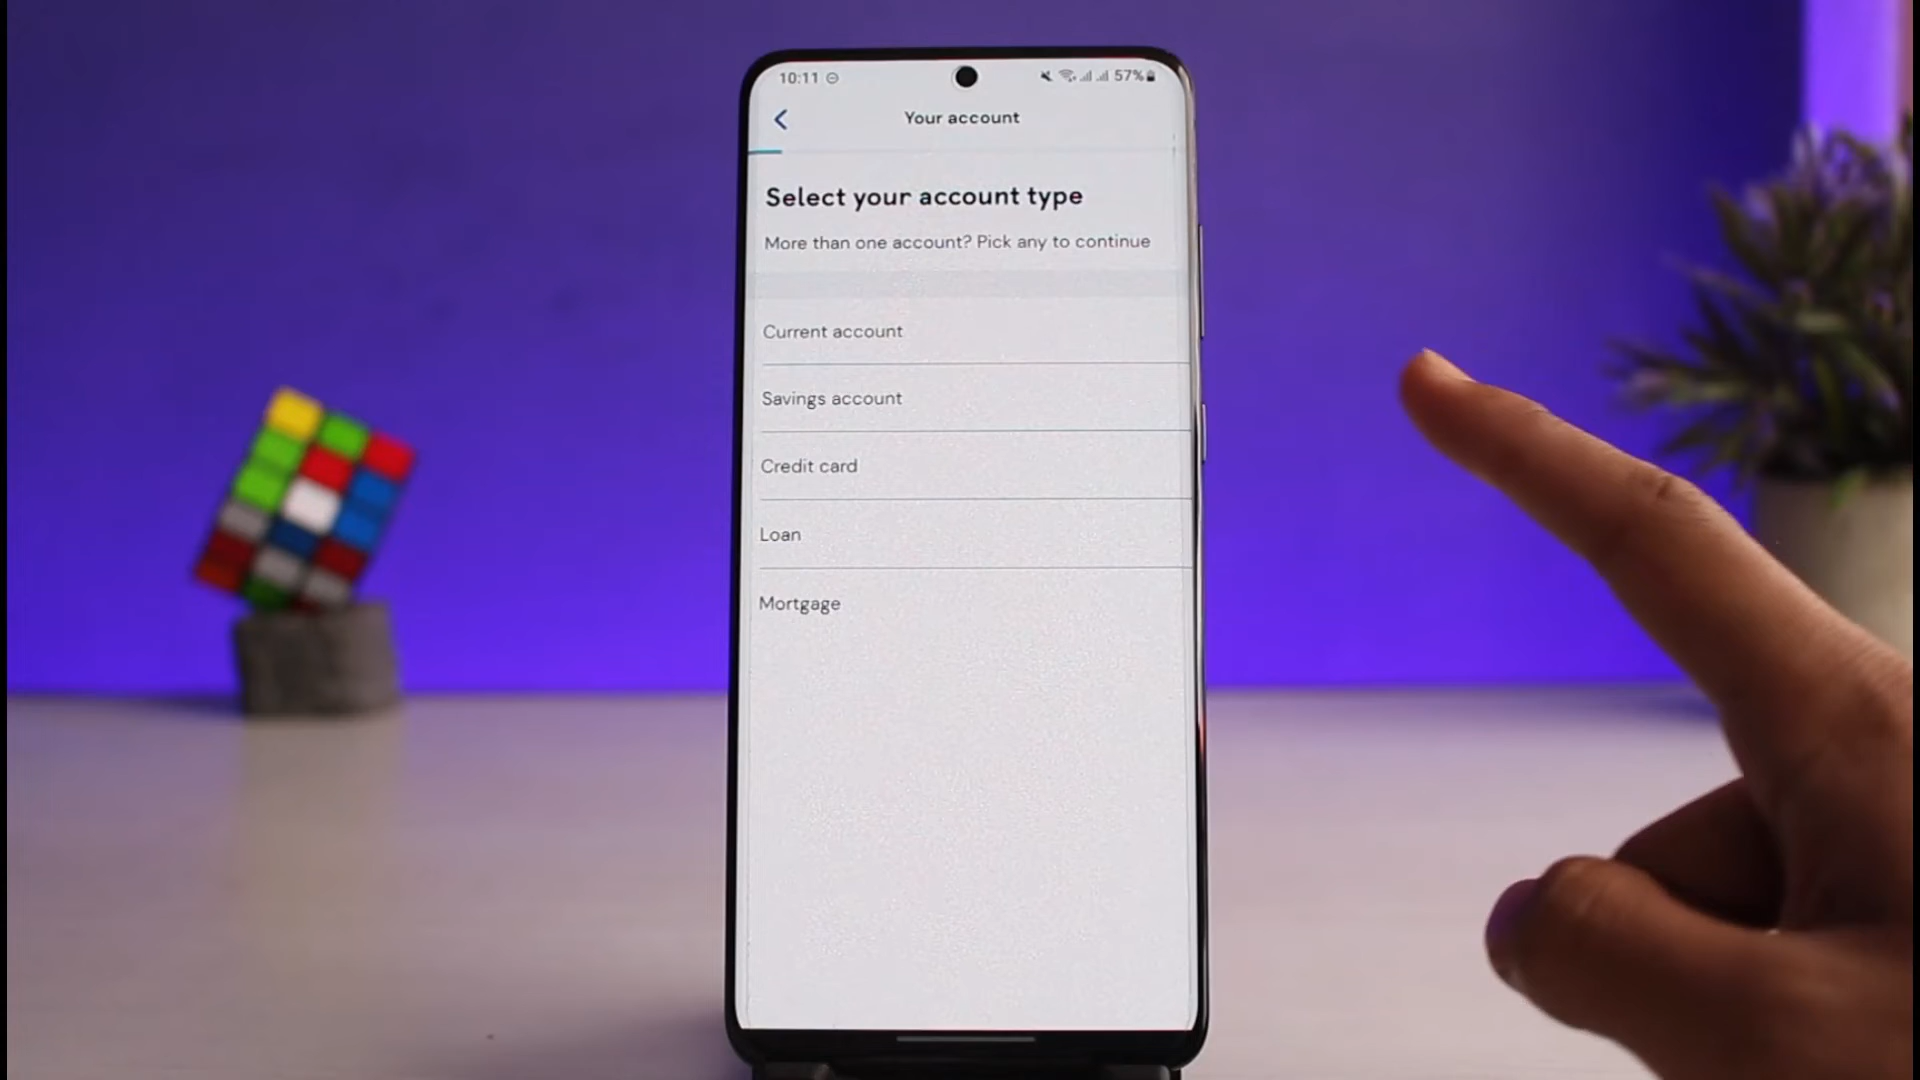 10:11
57%
Your account
Select your account type
More than one account? Pick any to continue
Current account
Savings account
Credit card
Loan
Mortgage